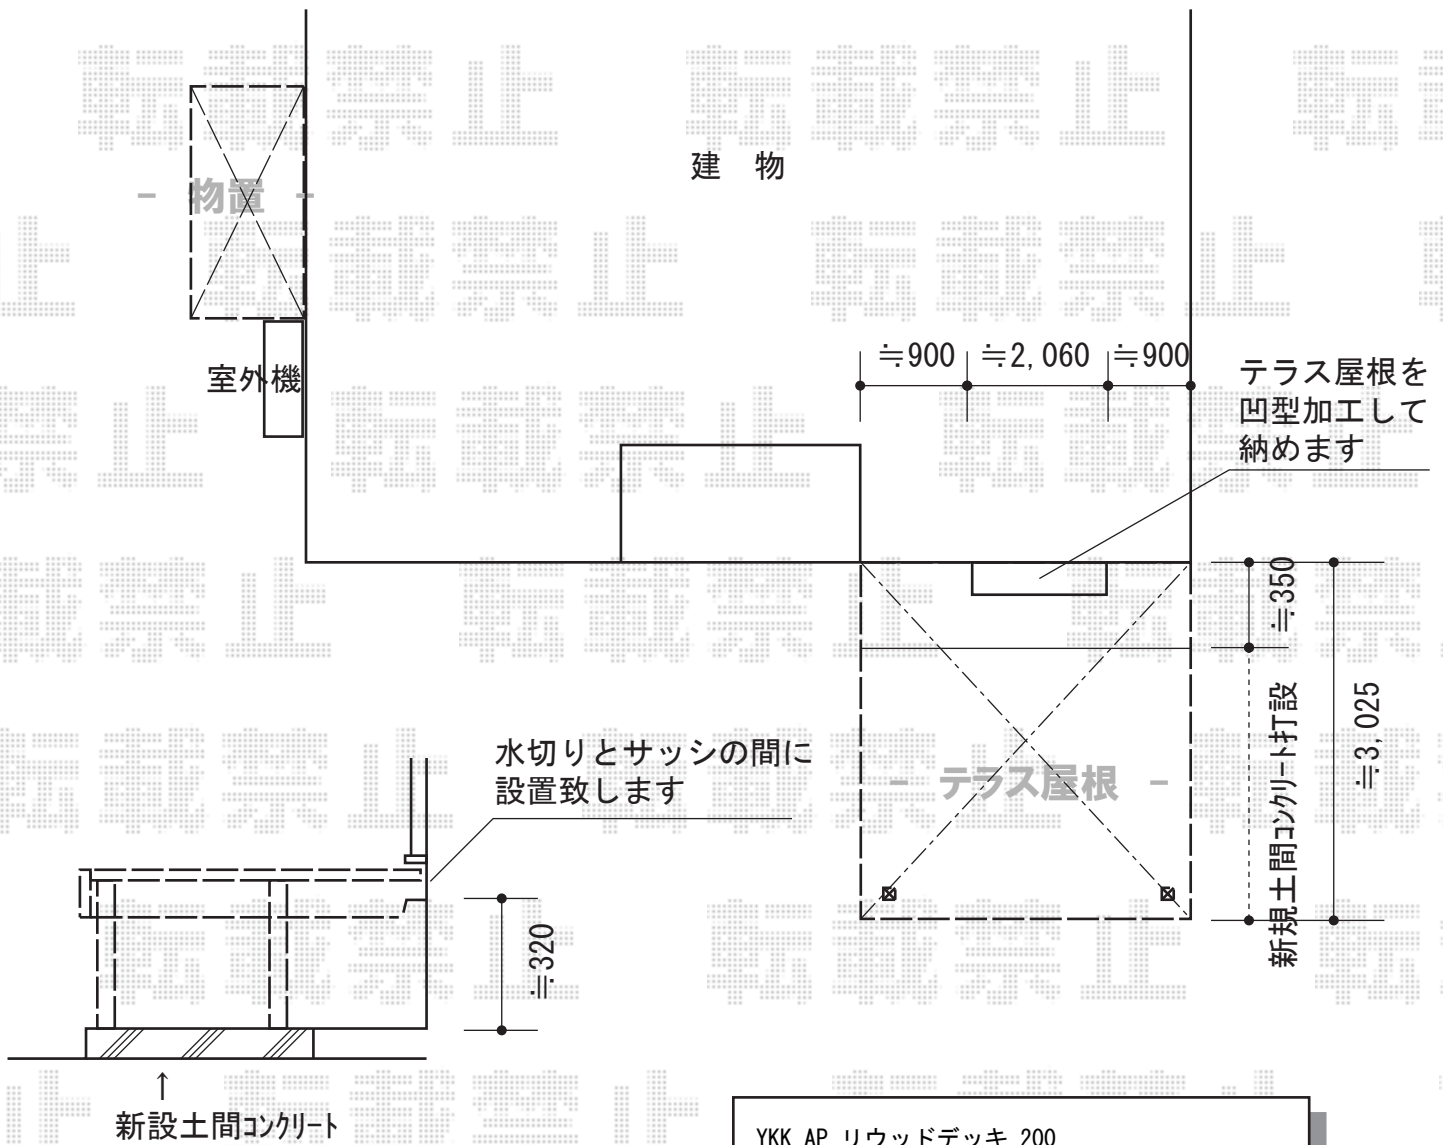 建　物
- 物置 -
室外機
≒900
≒2,060
≒900
テラス屋根を
凹型加工して
納めます
≒350
新規土間コンクリート打設
≒3,025
- テラス屋根 -
水切りとサッシの間に
設置致します
≒320
↑
新設土間コンクリート
YKK AP リウッドデッキ 200
転載禁止